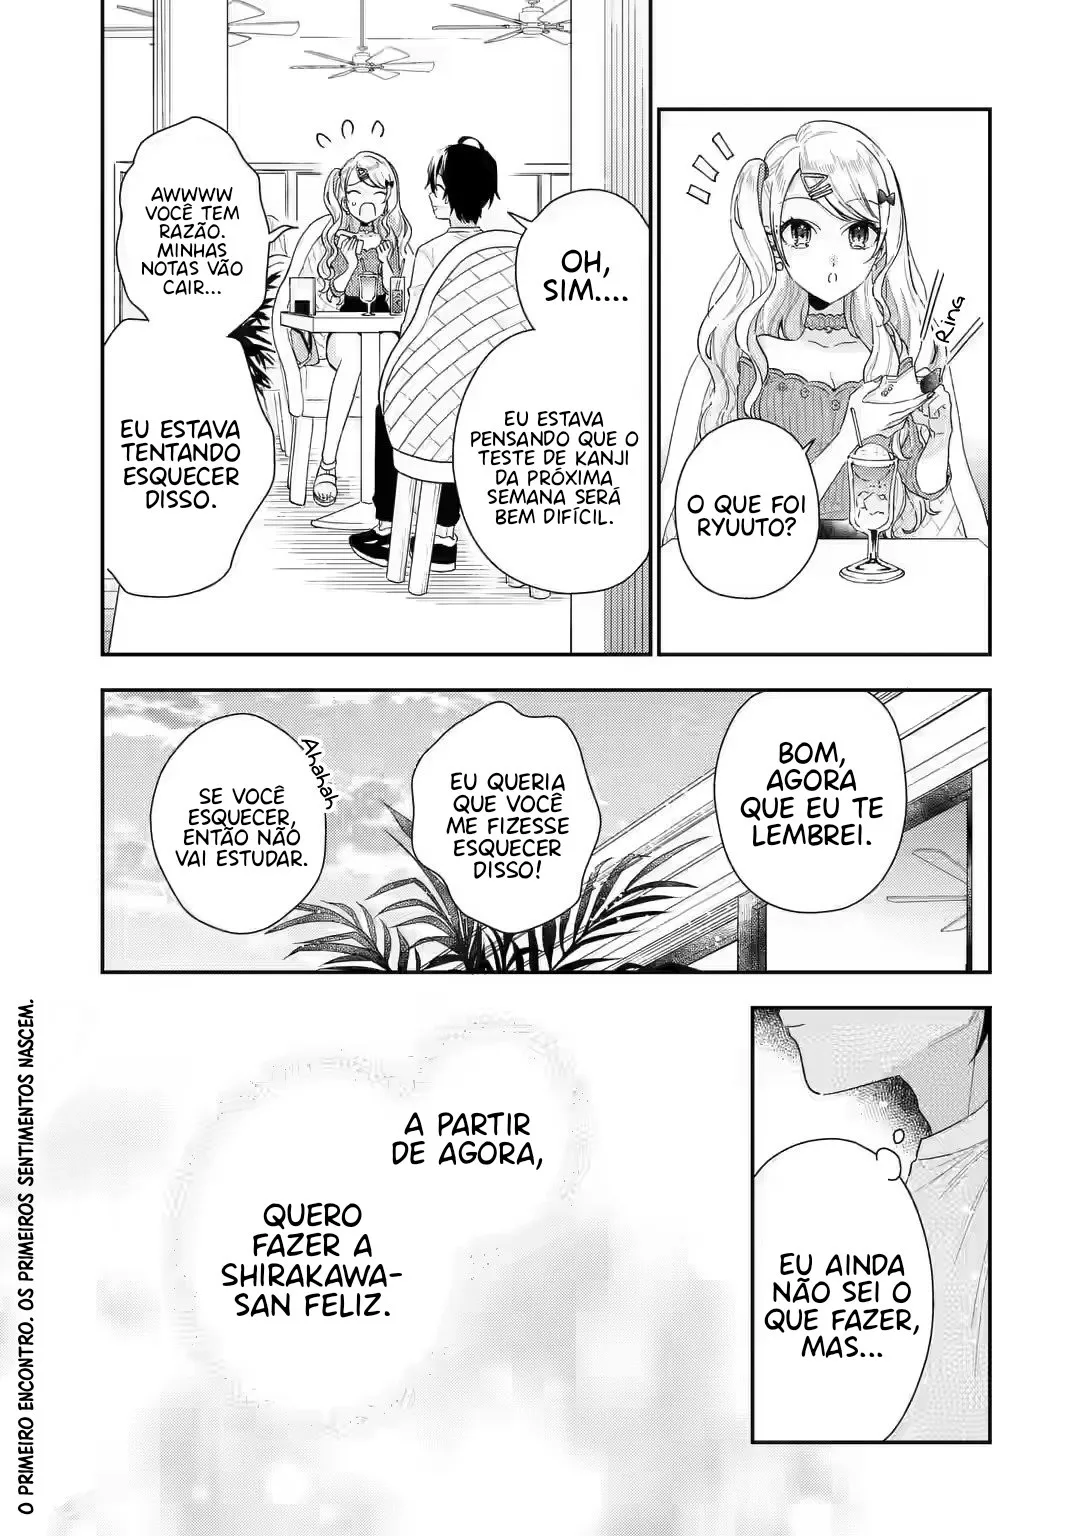 Ring
O QUE FOI
RYUUTO?
OH,
SIM....
EU ESTAVA
PENSANDO QUE O
TESTE DE KANJI
DA PRÓXIMA
SEMANA SERÁ
BEM DIFÍCIL.
AWWWW
VOCÊ TEM
RAZÃO.
MINHAS
NOTAS VÃO
CAIR...
EU ESTAVA
TENTANDO
ESQUECER
DISSO.
BOM,
AGORA
QUE EU TE
LEMBREI.
EU QUERIA
QUE VOCÊ
ME FIZESSE
ESQUECER
DISSO!
Ahahah
SE VOCÊ
ESQUECER,
ENTÃO NÃO
VAI ESTUDAR.
EU AINDA
NÃO SEI O
QUE FAZER,
MAS...
A PARTIR
DE AGORA,
QUERO
FAZER A
SHIRAKAWA-
SAN FELIZ.
O PRIMEIRO ENCONTRO. OS PRIMEIROS SENTIMENTOS NASCEM.